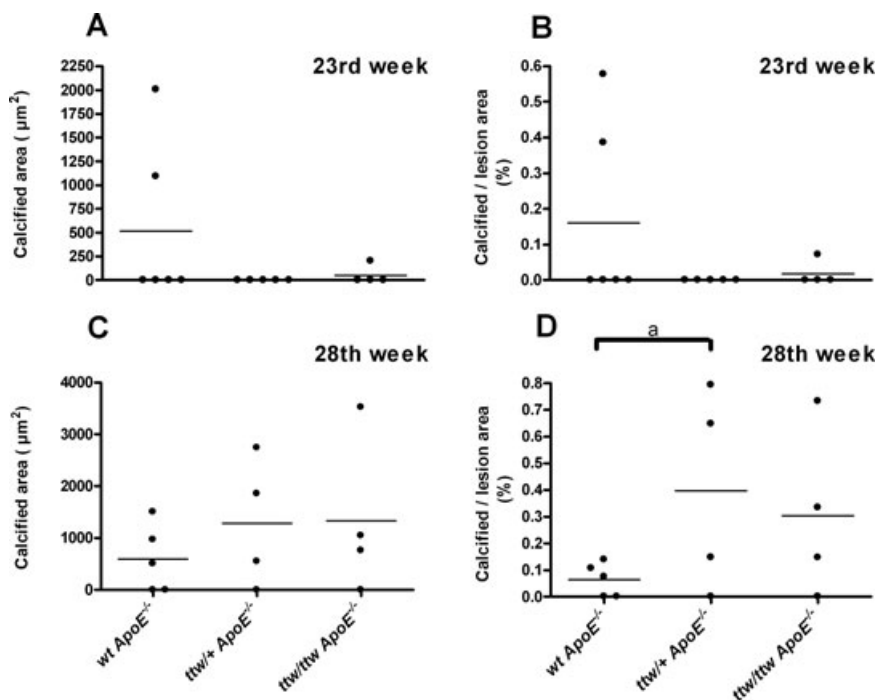 A
23rd week
Calcified area ( µm²)
2250
2000
1750
1500
1250
1000
750
500
250
0
B
23rd week
Calcified / lesion area
(%)
0.6
0.5
0.4
0.3
0.2
0.1
0.0
C
28th week
Calcified area ( µm²)
4000
3000
2000
1000
0
wt ApoE⁻/⁻
ttw/+ ApoE⁻/⁻
ttw/ttw ApoE⁻/⁻
D
a
28th week
Calcified / lesion area
(%)
0.8
0.7
0.6
0.5
0.4
0.3
0.2
0.1
0.0
wt ApoE⁻/⁻
ttw/+ ApoE⁻/⁻
ttw/ttw ApoE⁻/⁻